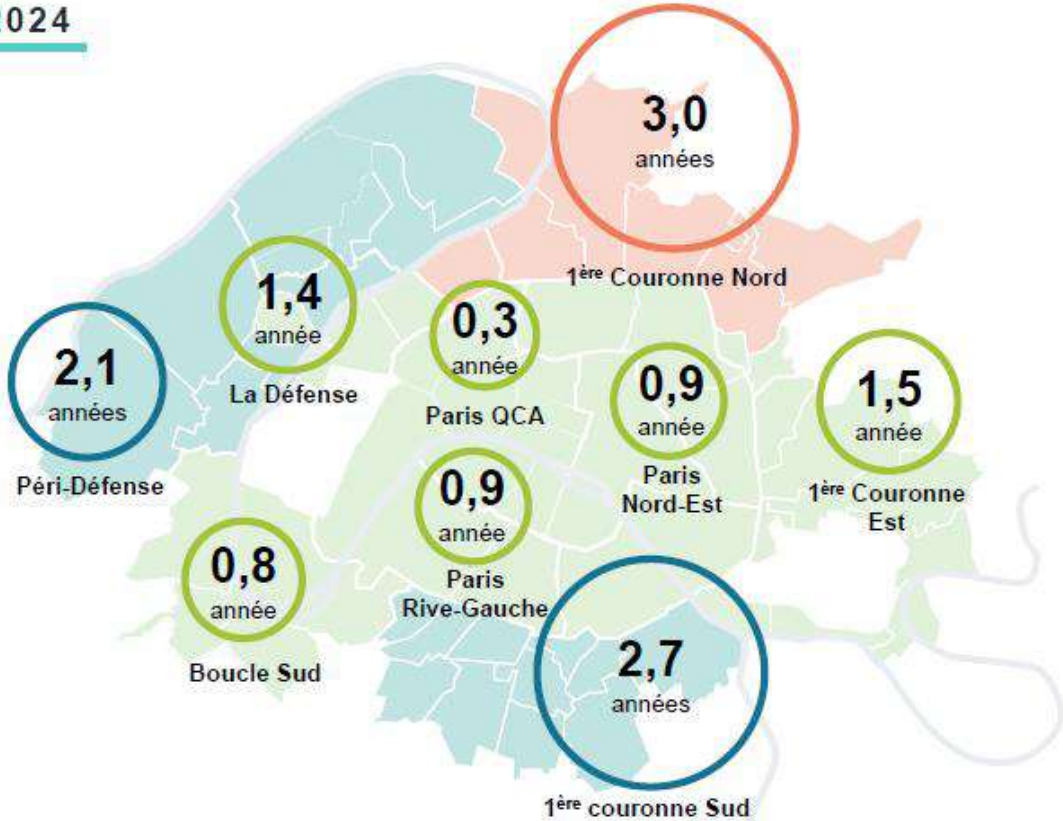 2024
3,0
années
1ère Couronne Nord
1,4
année
La Défense
0,3
année
Paris QCA
2,1
années
Péri-Défense
0,9
année
Paris
Nord-Est
1,5
année
1ère Couronne
Est
0,9
année
Paris
Rive-Gauche
0,8
année
Boucle Sud
2,7
années
1ère couronne Sud